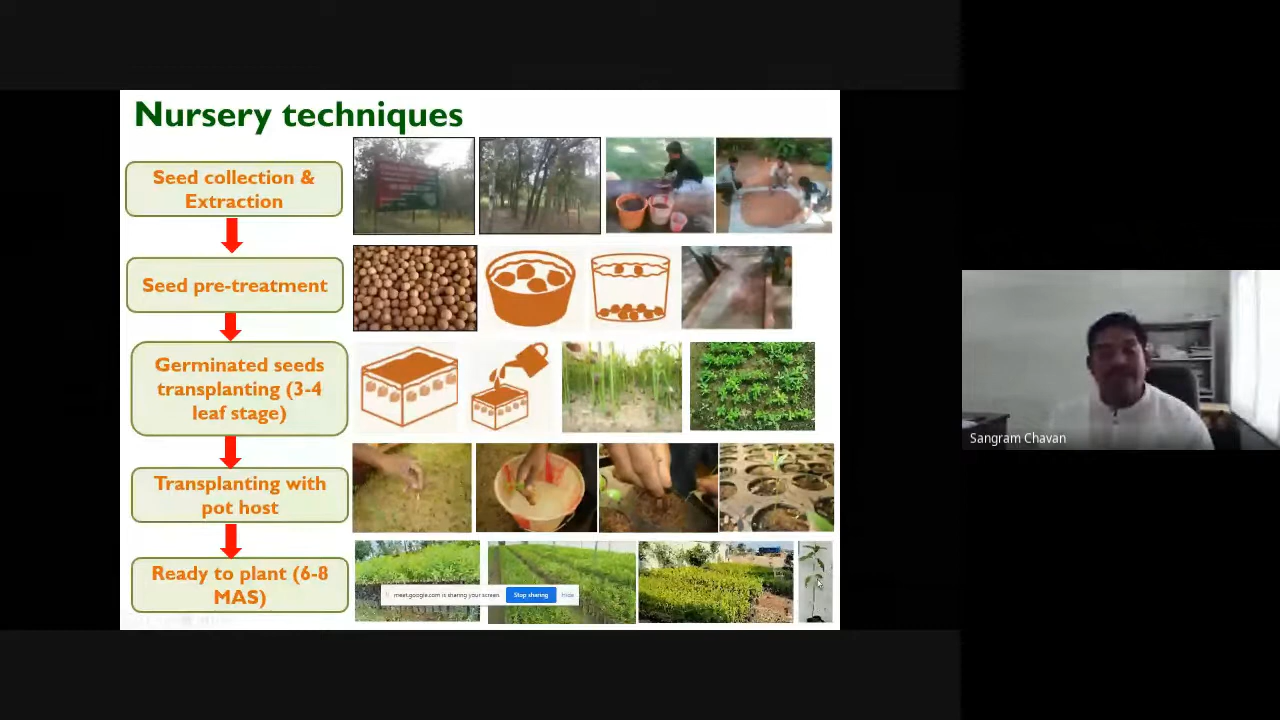 Nursery techniques
Seed collection &
Extraction
Seed pre-treatment
Germinated seeds
transplanting (3-4
leaf stage)
Transplanting with
pot host
Ready to plant (6-8
MAS)
meet.google.com is sharing your screen.
Stop sharing
Hide
Sangram Chavan